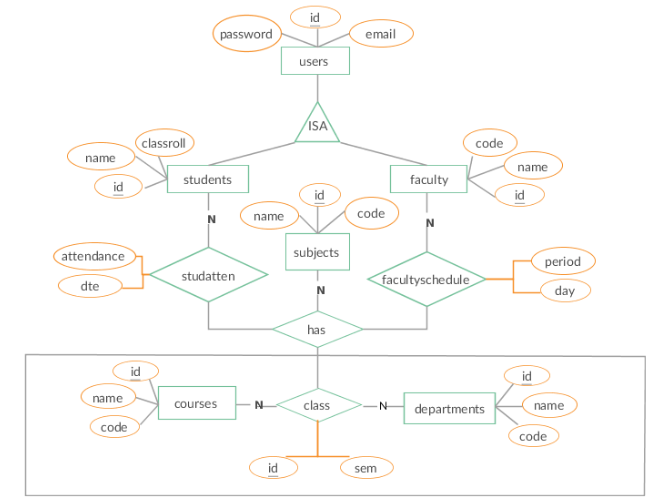 id
password
email
users
ISA
classroll
name
id
students
code
name
id
faculty
N
N
id
name
code
subjects
N
attendance
dte
studatten
facultyschedule
period
day
has
id
name
code
courses
N
class
N
departments
id
name
code
id
sem